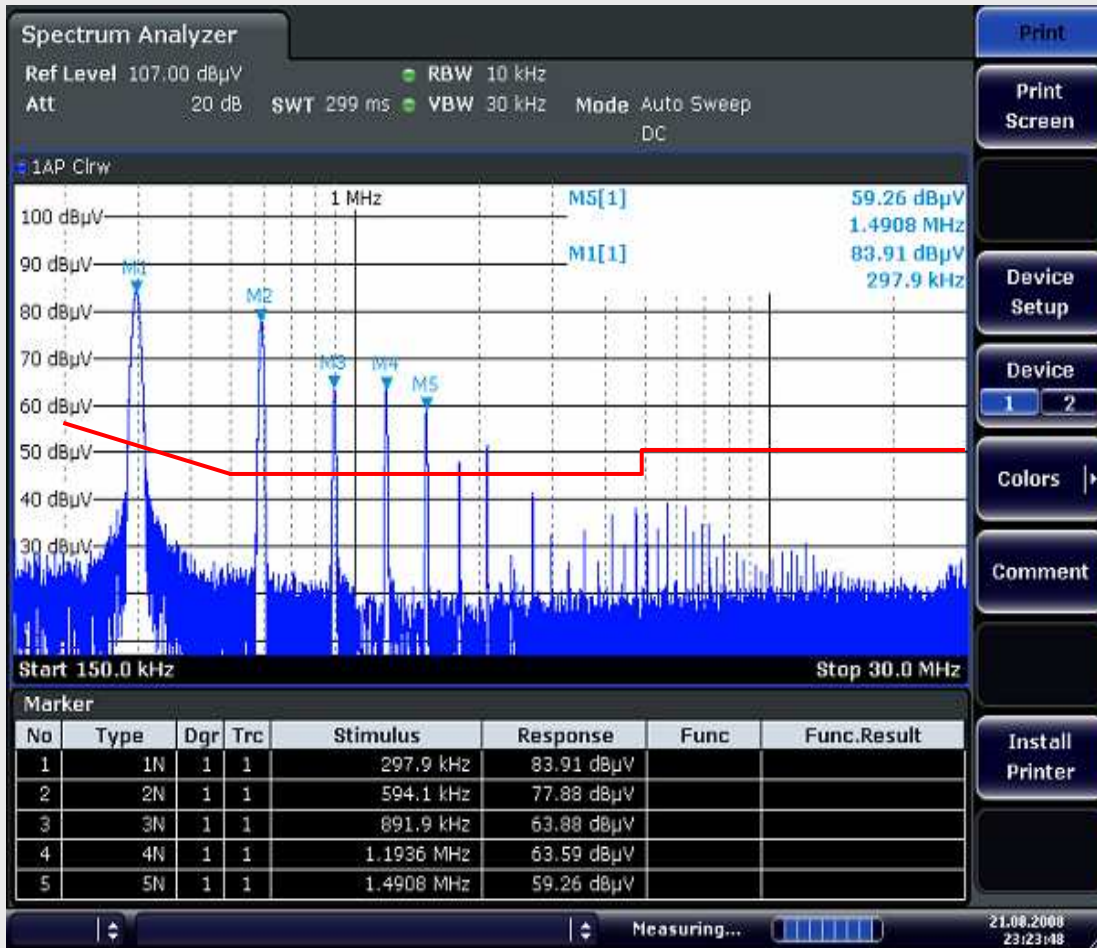 Spectrum Analyzer
Ref Level 107.00 dBµV RBW 10 kHz
Att 20 dB SWT 299 ms VBW 30 kHz Mode Auto Sweep
DC
1AP Clrw
1 MHz
M5[1] 59.26 dBµV
1.4908 MHz
M1[1] 83.91 dBµV
297.9 kHz
100 dBµV
90 dBµV
80 dBµV
70 dBµV
60 dBµV
50 dBµV
40 dBµV
30 dBµV
M1
M2
M3
M4
M5
Start 150.0 kHz Stop 30.0 MHz
Marker
No Type Dgr Trc Stimulus Response Func Func.Result
1 1N 1 1 297.9 kHz 83.91 dBµV
2 2N 1 1 594.1 kHz 77.88 dBµV
3 3N 1 1 891.9 kHz 63.88 dBµV
4 4N 1 1 1.1936 MHz 63.59 dBµV
5 5N 1 1 1.4908 MHz 59.26 dBµV
Measuring...
21.08.2008
23:23:48
Print
Print
Screen
Device
Setup
Device
1 2
Colors
Comment
Install
Printer